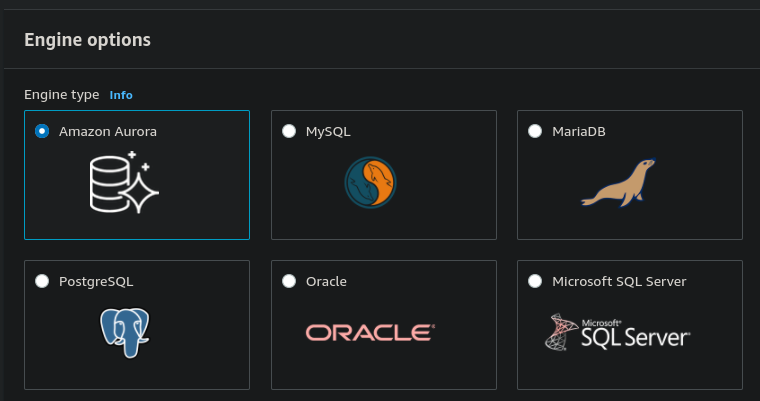 Engine options
Engine type Info
Amazon Aurora
MySQL
MariaDB
PostgreSQL
Oracle
ORACLE®
Microsoft SQL Server
Microsoft®
SQL Server®